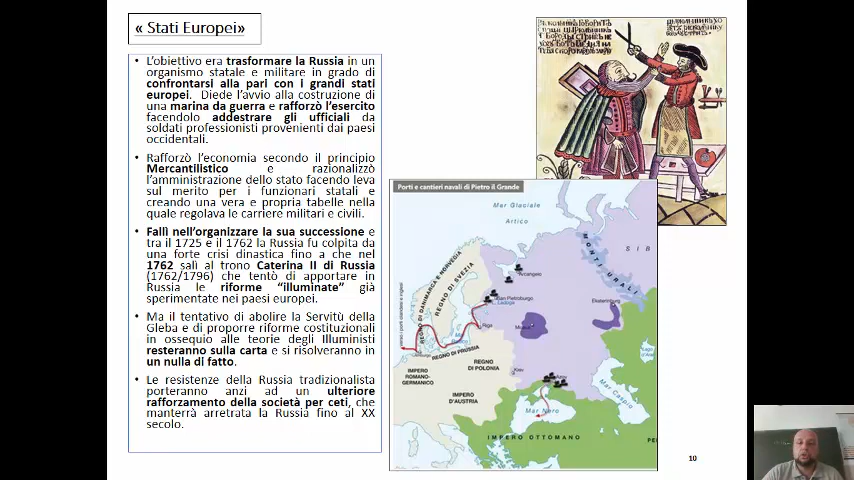 « Stati Europei»
• L'obiettivo era trasformare la Russia in un
organismo statale e militare in grado di
confrontarsi alla pari con i grandi stati
europei. Diede l'avvio alla costruzione di
una marina da guerra e rafforzò l'esercito
facendolo addestrare gli ufficiali da
soldati professionisti provenienti dai paesi
occidentali.
• Rafforzò l'economia secondo il principio
Mercantilistico e razionalizzò
l'amministrazione dello stato facendo leva
sul merito per i funzionari statali e
creando una vera e propria tabelle nella
quale regolava le carriere militari e civili.
• Fallì nell'organizzare la sua successione e
tra il 1725 e il 1762 la Russia fu colpita da
una forte crisi dinastica fino a che nel
1762 salì al trono Caterina II di Russia
(1762/1796) che tentò di apportare in
Russia le riforme "illuminate" già
sperimentate nei paesi europei.
• Ma il tentativo di abolire la Servitù della
Gleba e di proporre riforme costituzionali
in ossequio alle teorie degli Illuministi
resteranno sulla carta e si risolveranno in
un nulla di fatto.
• Le resistenze della Russia tradizionalista
porteranno anzi ad un ulteriore
rafforzamento della società per ceti, che
manterrà arretrata la Russia fino al XX
secolo.
Porti e cantieri navali di Pietro il Grande
Mar Glaciale
Artico
SIB
MONTI URALI
REGNO DI DANIMARCA E NORVEGIA
REGNO DI SVEZIA
Arcangelo
San Pietroburgo
Ladoga
Ekaterinburg
Riga
Mosca
Mar
Baltico
REGNO DI PRUSSIA
IMPERO
ROMANO-
GERMANICO
REGNO
DI POLONIA
Kiev
IMPERO
D'AUSTRIA
Azov
Mar Nero
Mar Caspio
Lago
IMPERO OTTOMANO
10